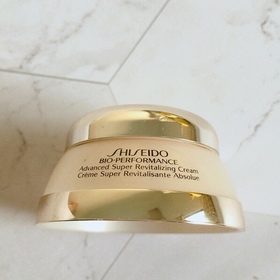 SHISEIDO
BIO-PERFORMANCE
Advanced Super Revitalizing Cream
Crème Super Revitalisante Absolue